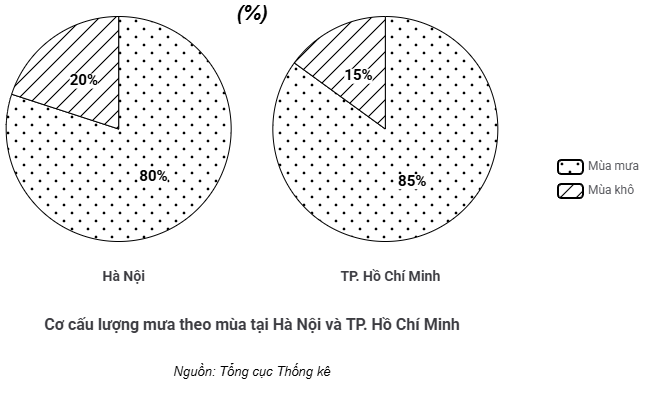 (%)
20%
80%
15%
85%
Mùa mưa
Mùa khô
Hà Nội
TP. Hồ Chí Minh
Cơ cấu lượng mưa theo mùa tại Hà Nội và TP. Hồ Chí Minh
Nguồn: Tổng cục Thống kê